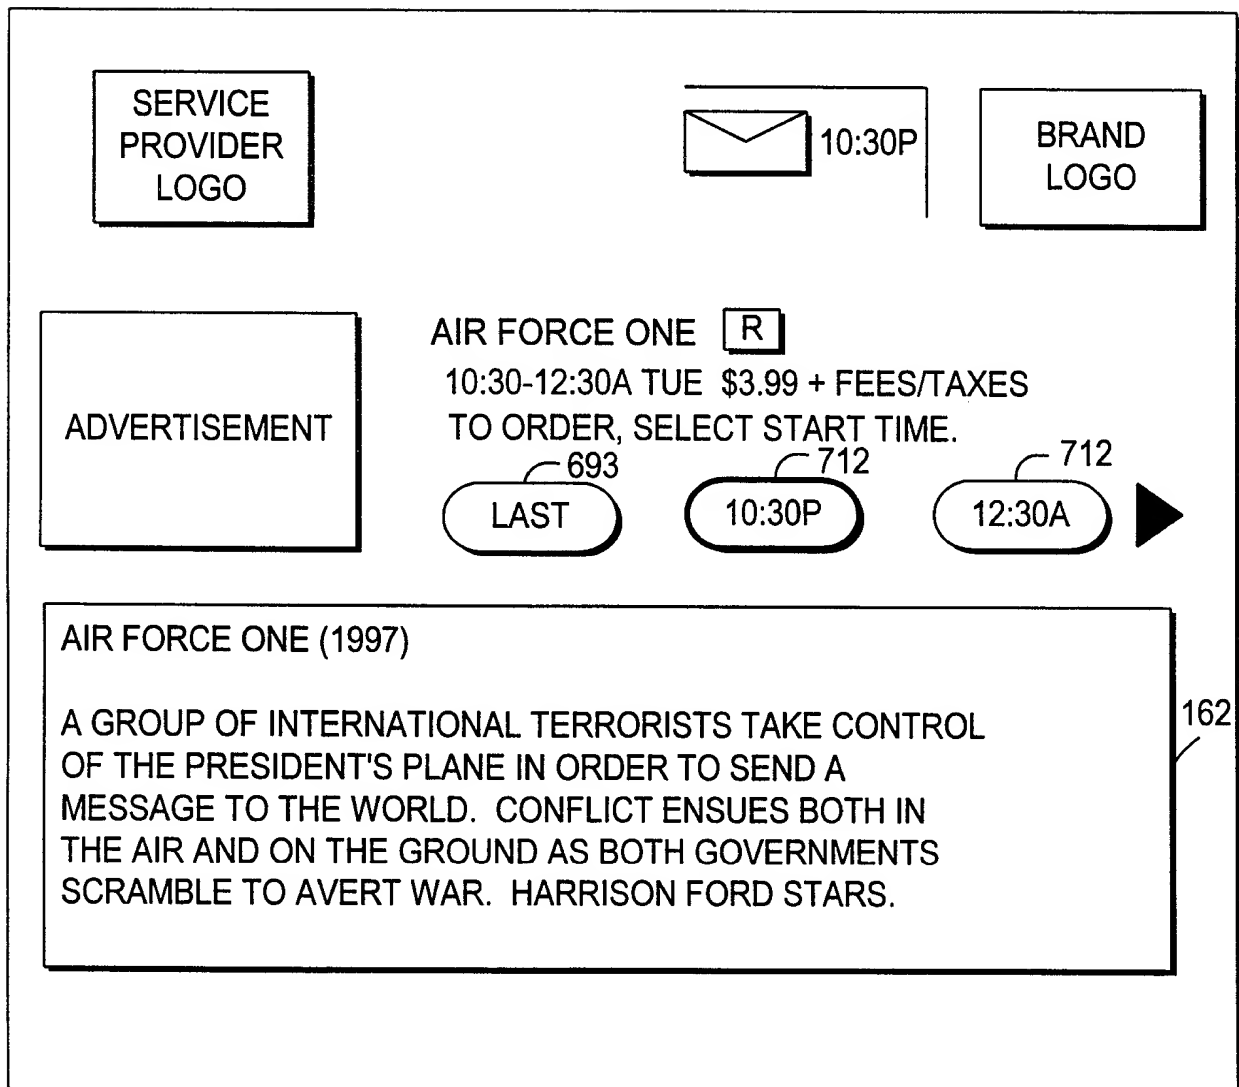 SERVICE
PROVIDER
LOGO
10:30P
BRAND
LOGO
ADVERTISEMENT
AIR FORCE ONE R
10:30-12:30A TUE $3.99 + FEES/TAXES
TO ORDER, SELECT START TIME.
693 712 712
LAST 10:30P 12:30A
AIR FORCE ONE (1997)
A GROUP OF INTERNATIONAL TERRORISTS TAKE CONTROL
OF THE PRESIDENT'S PLANE IN ORDER TO SEND A
MESSAGE TO THE WORLD. CONFLICT ENSUES BOTH IN
THE AIR AND ON THE GROUND AS BOTH GOVERNMENTS
SCRAMBLE TO AVERT WAR. HARRISON FORD STARS.
162